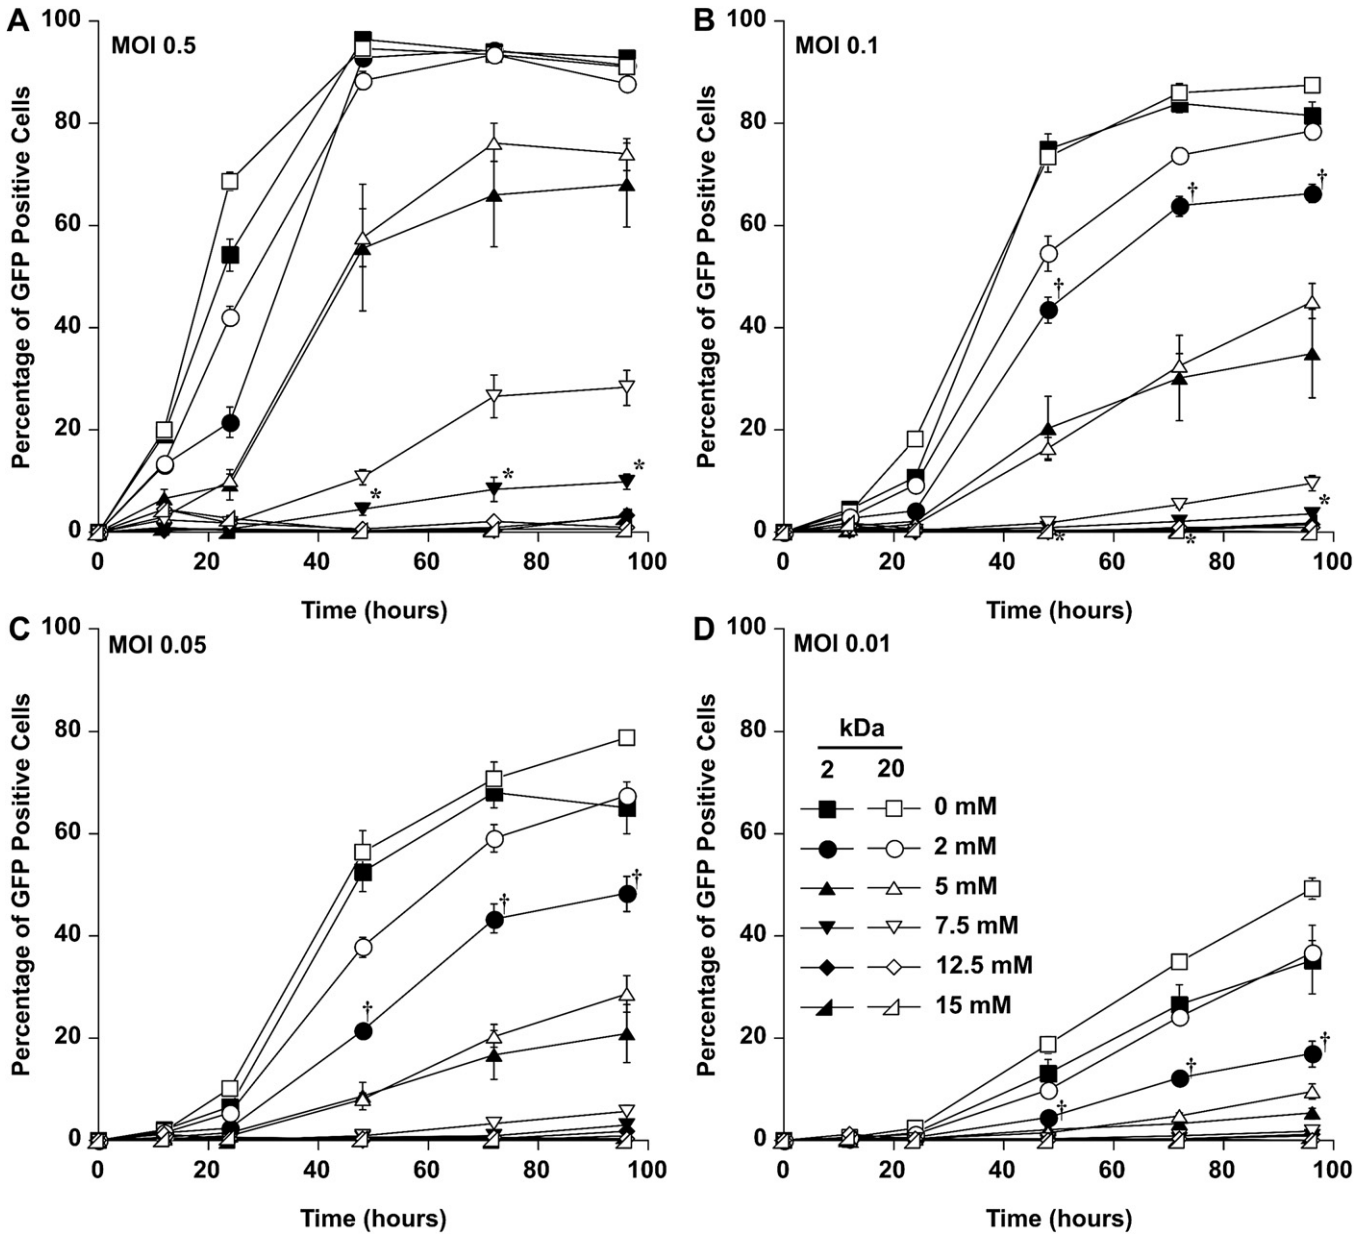 A
MOI 0.5
Percentage of GFP Positive Cells
100
80
60
40
20
0
*
*
*
0 20 40 60 80 100
Time (hours)
B
MOI 0.1
Percentage of GFP Positive Cells
100
80
60
40
20
0
†
†
†
*
*
*
0 20 40 60 80 100
Time (hours)
C
MOI 0.05
Percentage of GFP Positive Cells
100
80
60
40
20
0
†
†
†
0 20 40 60 80 100
Time (hours)
D
MOI 0.01
Percentage of GFP Positive Cells
100
80
60
40
20
0
kDa
2 20
0 mM
2 mM
5 mM
7.5 mM
12.5 mM
15 mM
†
†
†
0 20 40 60 80 100
Time (hours)